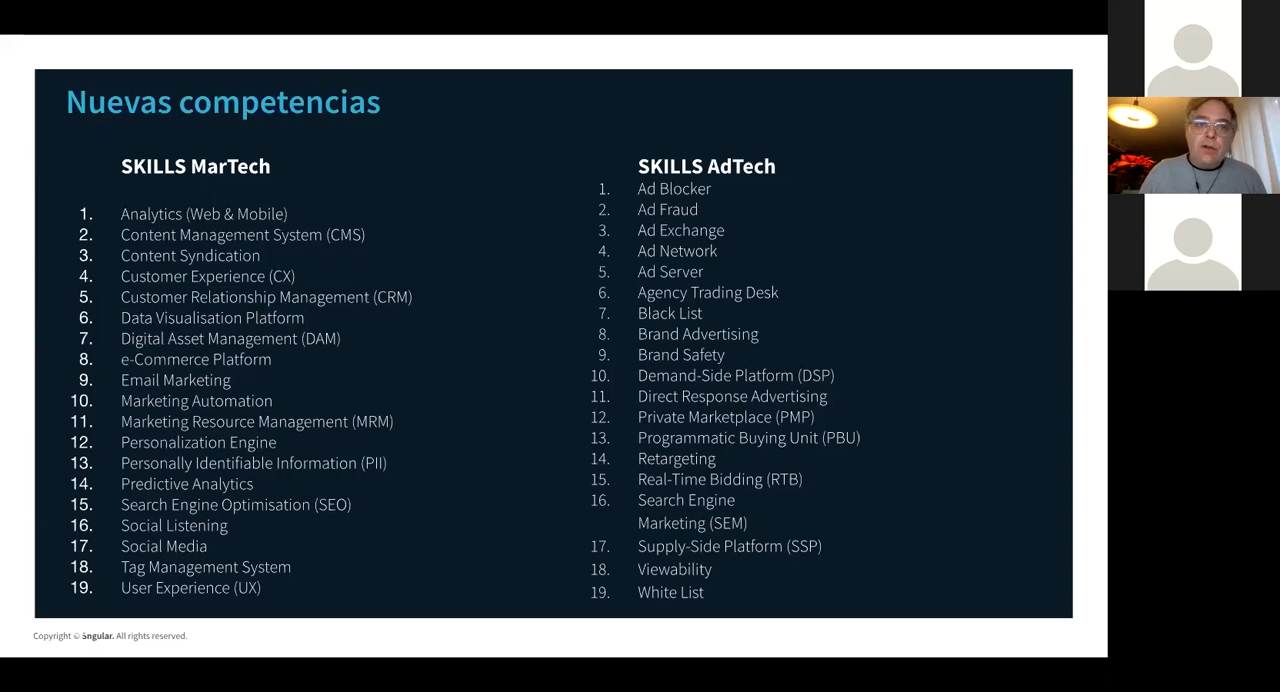 Nuevas competencias
SKILLS MarTech
1. Analytics (Web & Mobile)
2. Content Management System (CMS)
3. Content Syndication
4. Customer Experience (CX)
5. Customer Relationship Management (CRM)
6. Data Visualisation Platform
7. Digital Asset Management (DAM)
8. e-Commerce Platform
9. Email Marketing
10. Marketing Automation
11. Marketing Resource Management (MRM)
12. Personalization Engine
13. Personally Identifiable Information (PII)
14. Predictive Analytics
15. Search Engine Optimisation (SEO)
16. Social Listening
17. Social Media
18. Tag Management System
19. User Experience (UX)
SKILLS AdTech
1. Ad Blocker
2. Ad Fraud
3. Ad Exchange
4. Ad Network
5. Ad Server
6. Agency Trading Desk
7. Black List
8. Brand Advertising
9. Brand Safety
10. Demand-Side Platform (DSP)
11. Direct Response Advertising
12. Private Marketplace (PMP)
13. Programmatic Buying Unit (PBU)
14. Retargeting
15. Real-Time Bidding (RTB)
16. Search Engine
Marketing (SEM)
17. Supply-Side Platform (SSP)
18. Viewability
19. White List
Copyright © Sngular. All rights reserved.